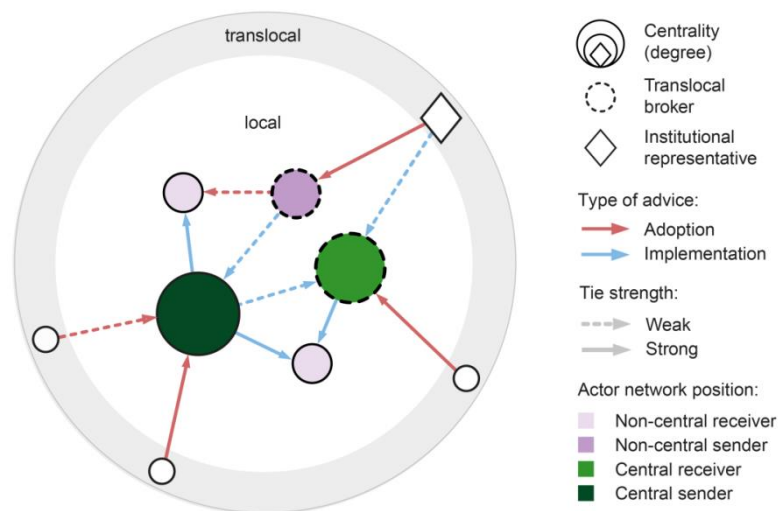 translocal
local
Centrality
(degree)
Translocal
broker
Institutional
representative
Type of advice:
Adoption
Implementation
Tie strength:
Weak
Strong
Actor network position:
Non-central receiver
Non-central sender
Central receiver
Central sender